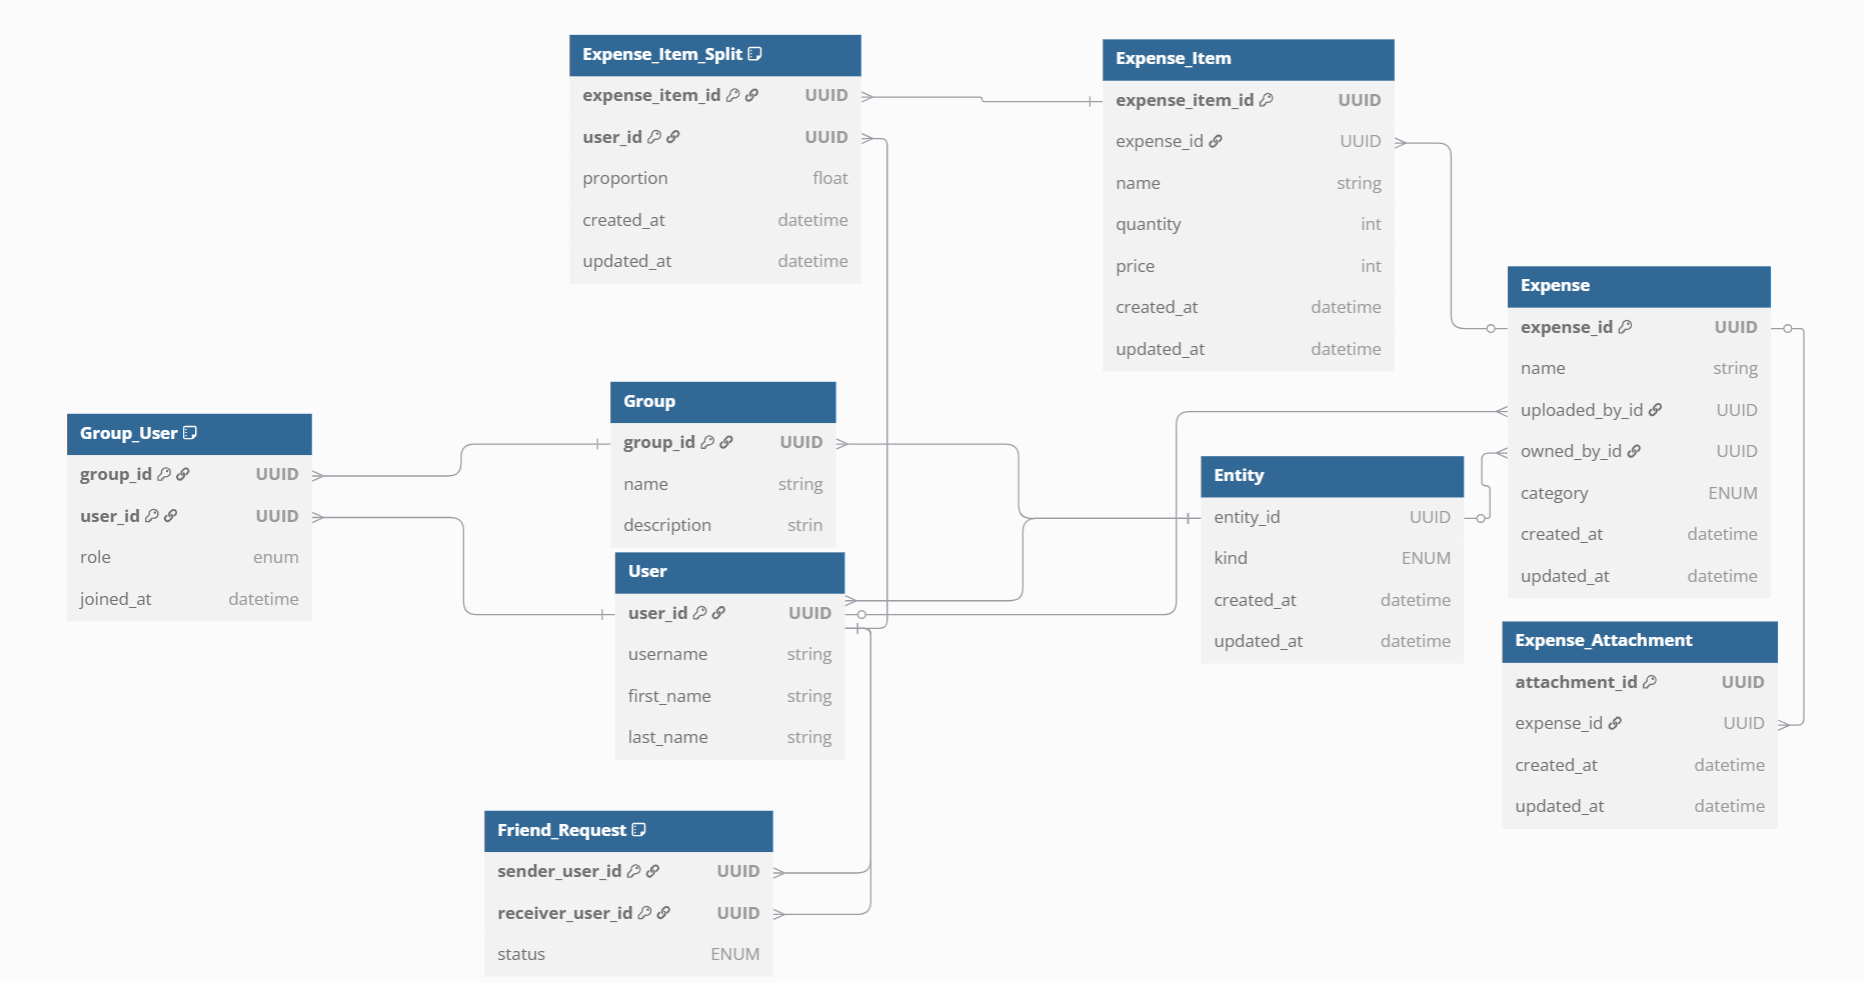 Expense_Item_Split
expense_item_id UUID
user_id UUID
proportion float
created_at datetime
updated_at datetime
Expense_Item
expense_item_id UUID
expense_id UUID
name string
quantity int
price int
created_at datetime
updated_at datetime
Expense
expense_id UUID
name string
uploaded_by_id UUID
owned_by_id UUID
category ENUM
created_at datetime
updated_at datetime
Group_User
group_id UUID
user_id UUID
role enum
joined_at datetime
Group
group_id UUID
name string
description strin
User
user_id UUID
username string
first_name string
last_name string
Entity
entity_id UUID
kind ENUM
created_at datetime
updated_at datetime
Expense_Attachment
attachment_id UUID
expense_id UUID
created_at datetime
updated_at datetime
Friend_Request
sender_user_id UUID
receiver_user_id UUID
status ENUM